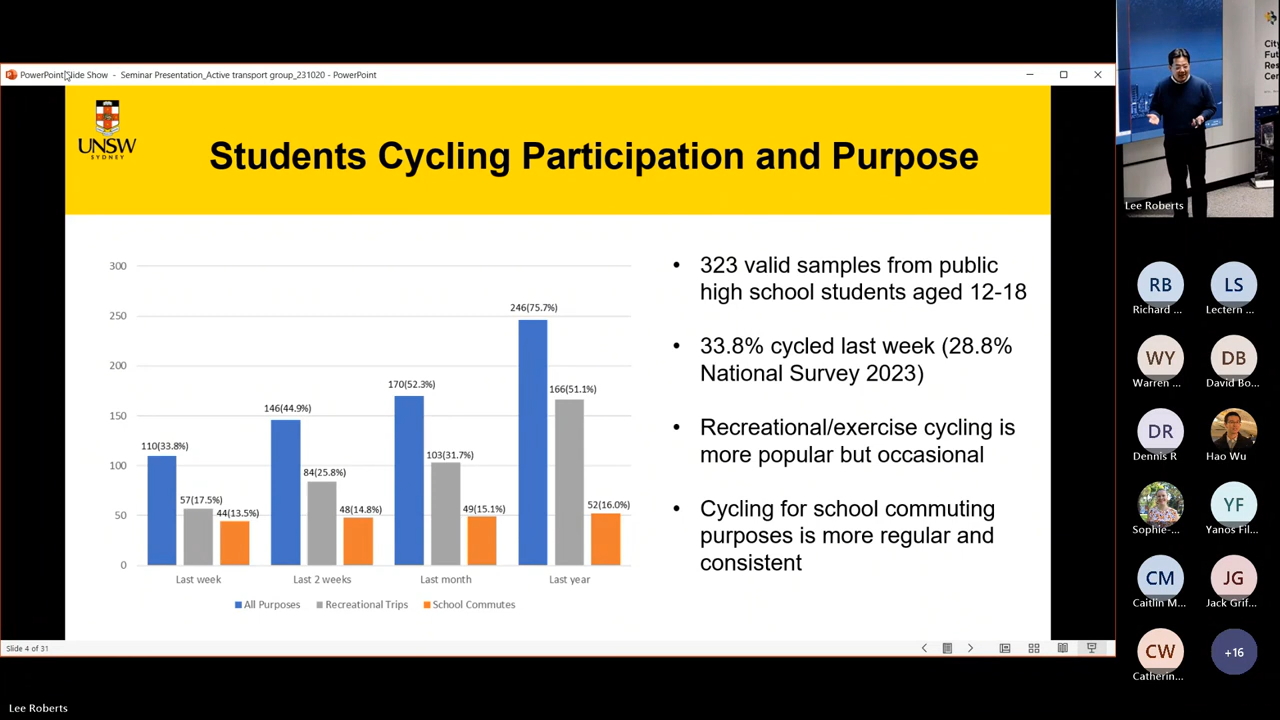 PowerPoint Slide Show - Seminar Presentation_Active transport group_231020 - PowerPoint
UNSW
SYDNEY
Students Cycling Participation and Purpose
300
250
200
150
100
50
0
110(33.8%)
57(17.5%)
44(13.5%)
146(44.9%)
84(25.8%)
48(14.8%)
170(52.3%)
103(31.7%)
49(15.1%)
246(75.7%)
166(51.1%)
52(16.0%)
Last week
Last 2 weeks
Last month
Last year
All Purposes
Recreational Trips
School Commutes
• 323 valid samples from public
high school students aged 12-18
• 33.8% cycled last week (28.8%
National Survey 2023)
• Recreational/exercise cycling is
more popular but occasional
• Cycling for school commuting
purposes is more regular and
consistent
Slide 4 of 31
Lee Roberts
City
Fut
Res
Cen
Lee Roberts
RB
Richard ...
LS
Lectern ...
WY
Warren ...
DB
David Bo...
DR
Dennis R
Hao Wu
Sophie-...
YF
Yanos Fil...
CM
Caitlin M...
JG
Jack Grif...
CW
Catherin...
+16